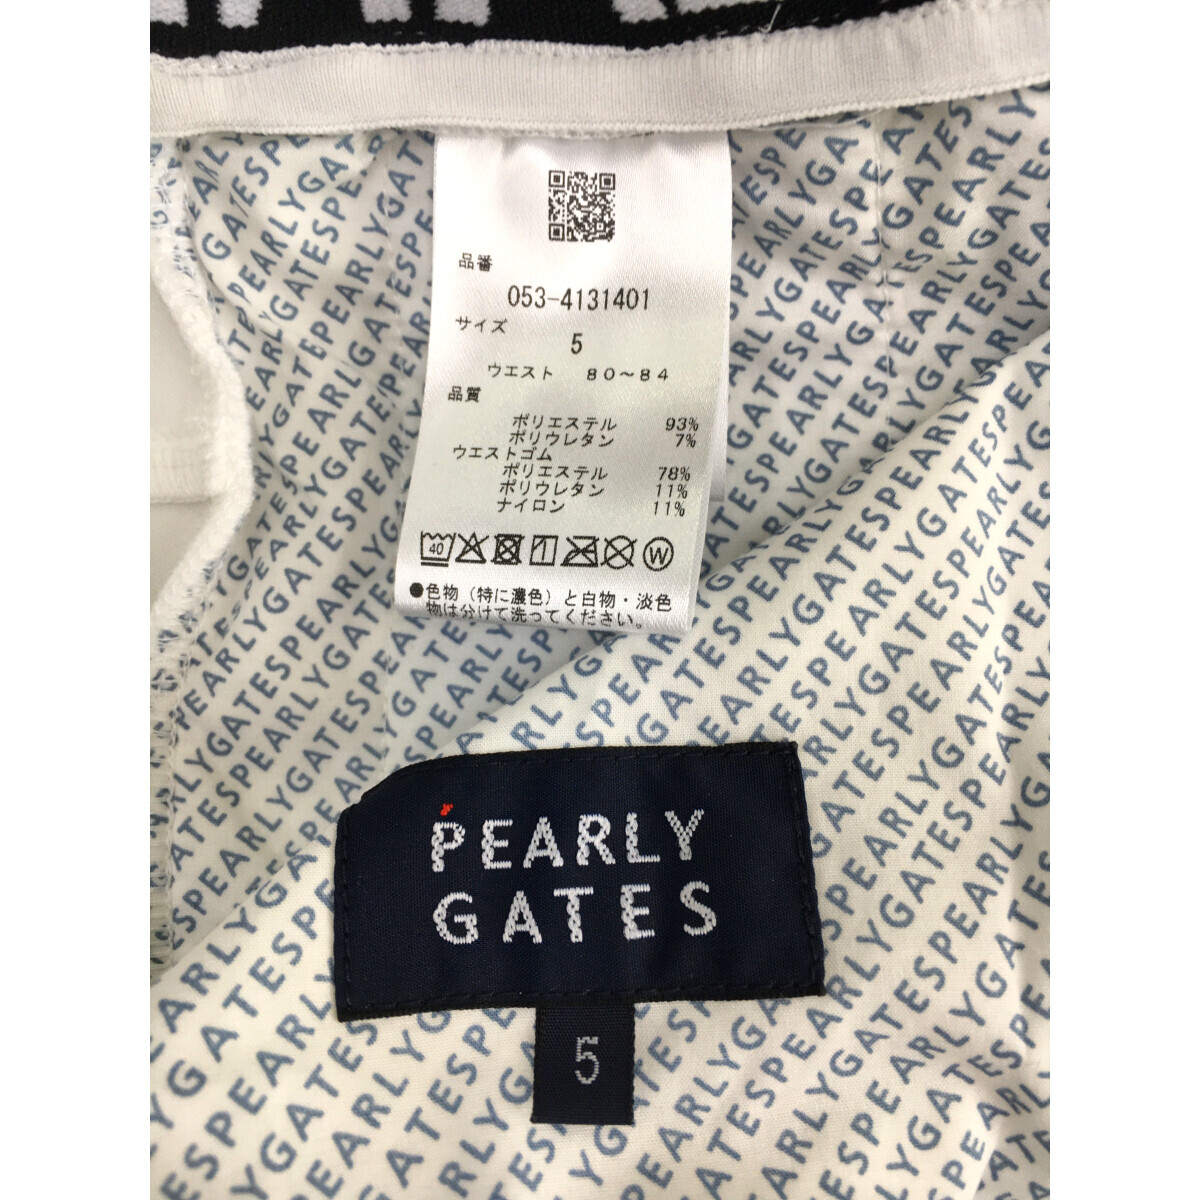 品番
053-4131401
サイズ
5
ウエスト 80～84
品質
ポリエステル 93%
ポリウレタン 7%
ウエストゴム
ポリエステル 78%
ポリウレタン 11%
ナイロン 11%
40 W
●色物（特に濃色）と白物・淡色
物は分けて洗ってください。
PEARLY
GATES
5